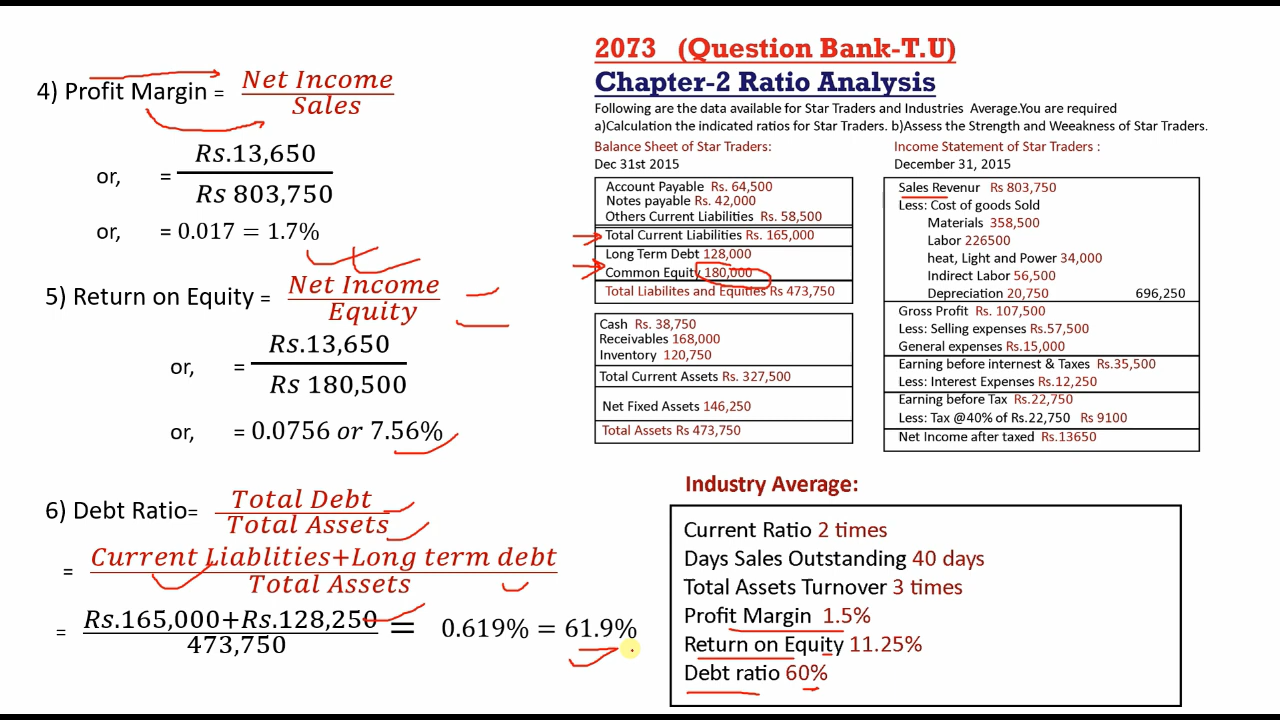 4) Profit Margin = Net Income
Sales
or, = Rs.13,650
Rs 803,750
or, = 0.017 = 1.7%
5) Return on Equity = Net Income
Equity
or, = Rs.13,650
Rs 180,500
or, = 0.0756 or 7.56%
6) Debt Ratio= Total Debt
Total Assets
= Current Liablities+Long term debt
Total Assets
= Rs.165,000+Rs.128,250
473,750
= 0.619% = 61.9%
2073 (Question Bank-T.U)
Chapter-2 Ratio Analysis
Following are the data available for Star Traders and Industries Average.You are required
a)Calculation the indicated ratios for Star Traders. b)Assess the Strength and Weeakness of Star Traders.
Balance Sheet of Star Traders:
Dec 31st 2015
Account Payable Rs. 64,500
Notes payable Rs. 42,000
Others Current Liabilities Rs. 58,500
Total Current Liabilities Rs. 165,000
Long Term Debt 128,000
Common Equity 180,000
Total Liabilites and Equities Rs 473,750
Cash Rs. 38,750
Receivables 168,000
Inventory 120,750
Total Current Assets Rs. 327,500
Net Fixed Assets 146,250
Total Assets Rs 473,750
Income Statement of Star Traders :
December 31, 2015
Sales Revenur Rs 803,750
Less: Cost of goods Sold
Materials 358,500
Labor 226500
heat, Light and Power 34,000
Indirect Labor 56,500
Depreciation 20,750 696,250
Gross Profit Rs. 107,500
Less: Selling expenses Rs.57,500
General expenses Rs.15,000
Earning before internest & Taxes Rs.35,500
Less: Interest Expenses Rs.12,250
Earning before Tax Rs.22,750
Less: Tax @40% of Rs.22,750 Rs 9100
Net Income after taxed Rs.13650
Industry Average:
Current Ratio 2 times
Days Sales Outstanding 40 days
Total Assets Turnover 3 times
Profit Margin 1.5%
Return on Equity 11.25%
Debt ratio 60%